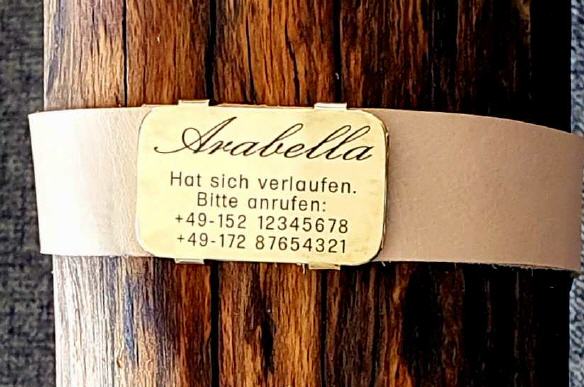 Arabella
Hat sich verlaufen.
Bitte anrufen:
+49-152 12345678
+49-172 87654321